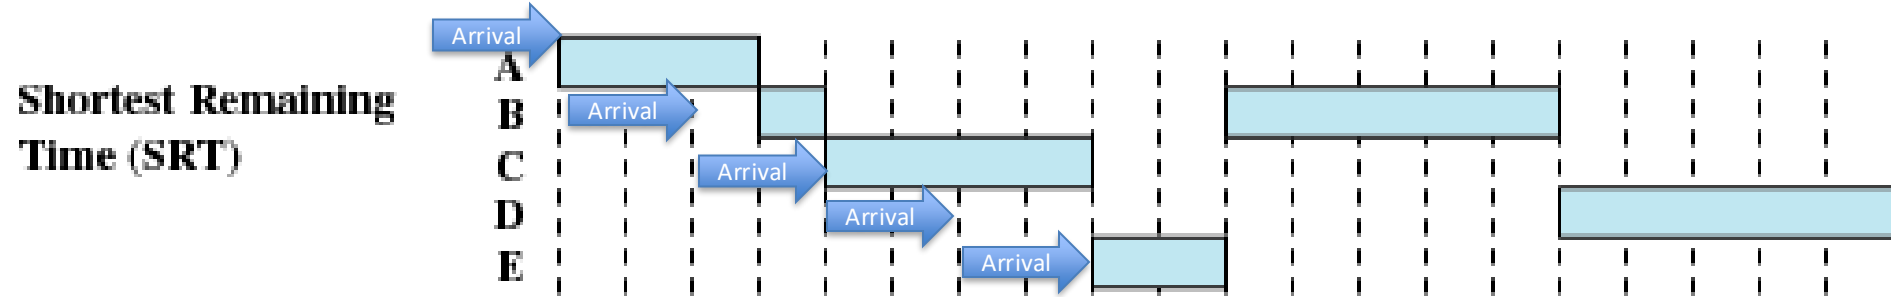 Arrival
A
Shortest Remaining
Time (SRT)
Arrival
B
Arrival
C
Arrival
D
Arrival
E